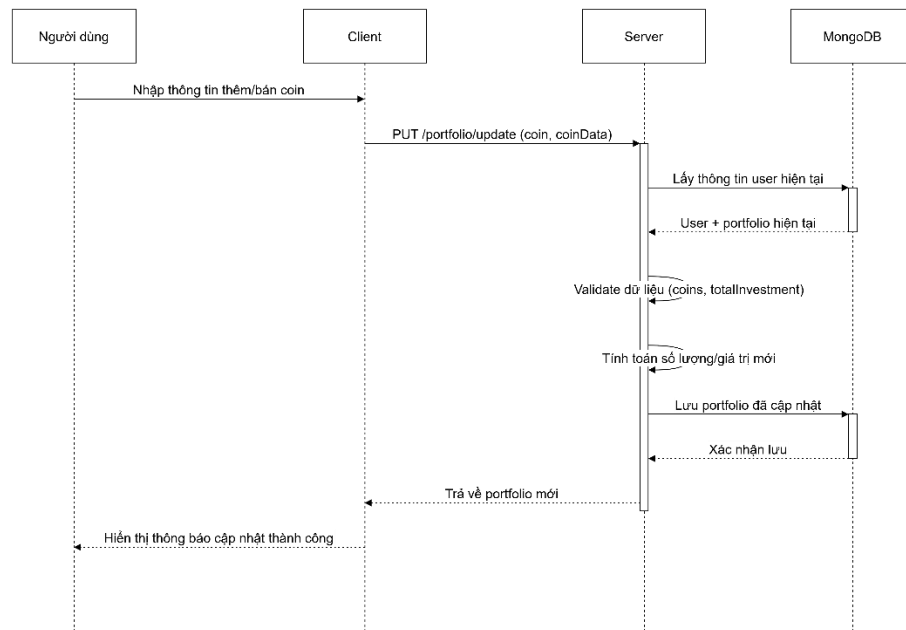 Người dùng
Client
Server
MongoDB
Nhập thông tin thêm/bán coin
PUT /portfolio/update (coin, coinData)
Lấy thông tin user hiện tại
User + portfolio hiện tại
Validate dữ liệu (coins, totalInvestment)
Tính toán số lượng/giá trị mới
Lưu portfolio đã cập nhật
Xác nhận lưu
Trả về portfolio mới
Hiển thị thông báo cập nhật thành công